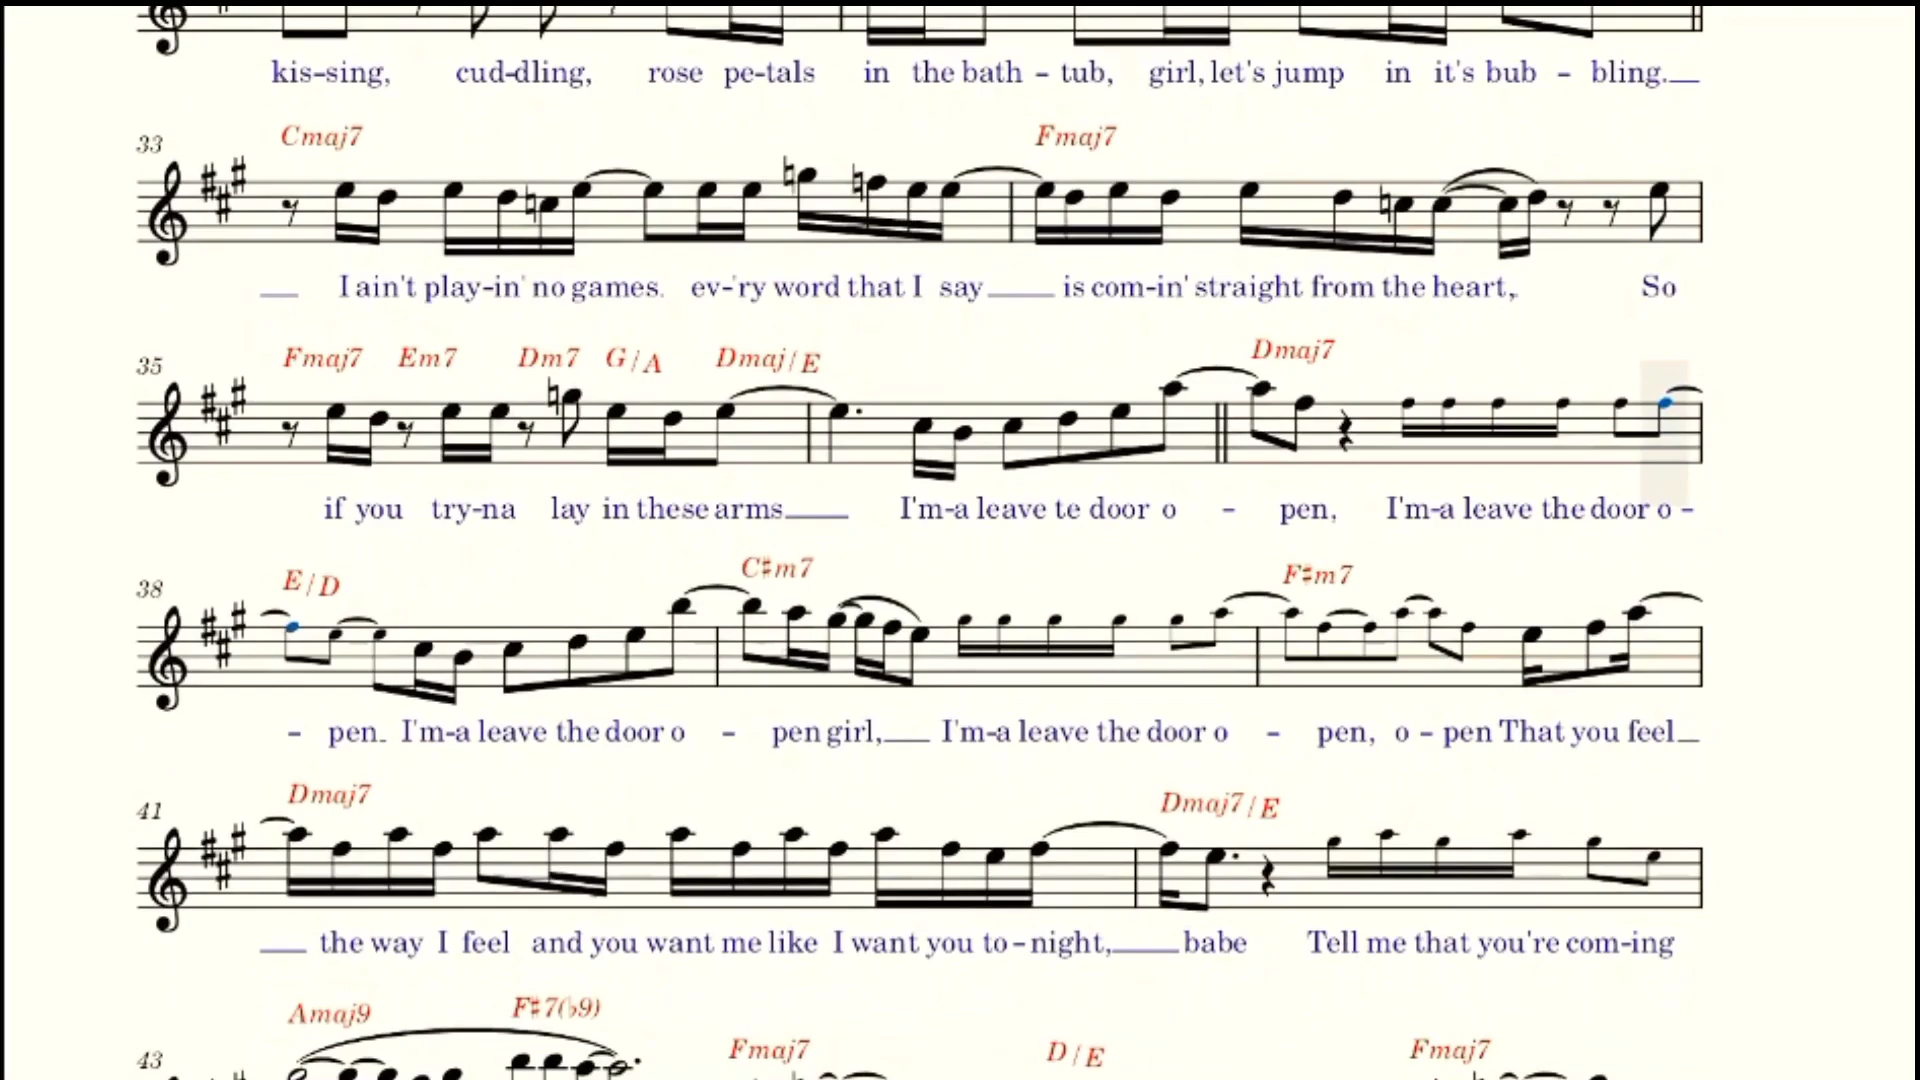 kis-sing, cud-dling, rose pe-tals in the bath - tub, girl, let's jump in it's bub - bling.
33 Cmaj7 Fmaj7
I ain't play-in' no games. ev-'ry word that I say is com-in' straight from the heart, So
35 Fmaj7 Em7 Dm7 G/A Dmaj/E Dmaj7
if you try-na lay in these arms I'm-a leave te door o - pen, I'm-a leave the door o -
38 E/D C♯m7 F♯m7
- pen. I'm-a leave the door o - pen girl, I'm-a leave the door o - pen, o - pen That you feel
41 Dmaj7 Dmaj7/E
the way I feel and you want me like I want you to - night, babe Tell me that you're com-ing
43 Amaj9 F♯7(♭9) Fmaj7 D/E Fmaj7